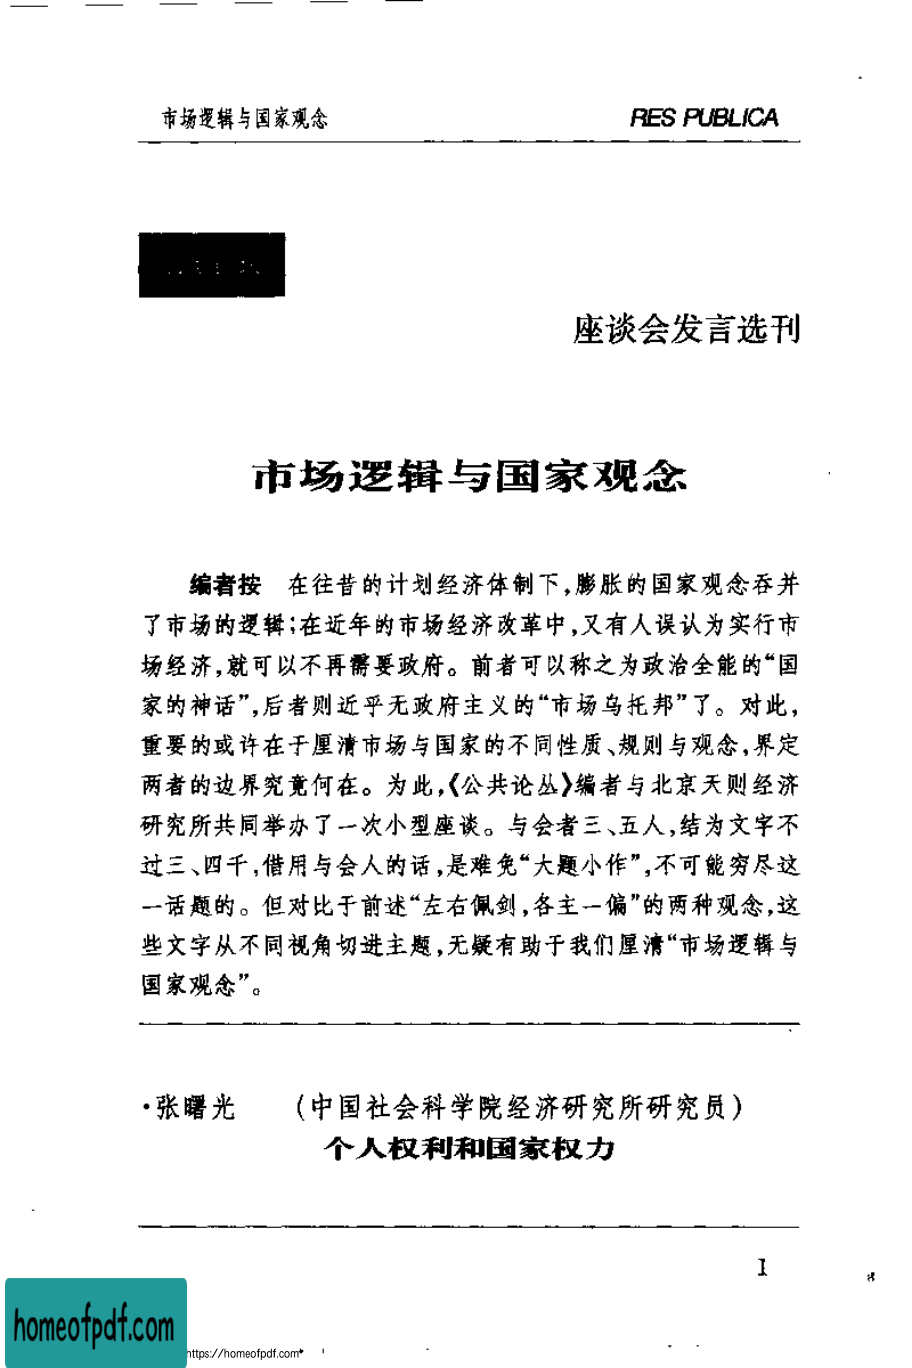 市场逻辑与国家观念 RES PUBLICA
座谈会发言选刊
市场逻辑与国家观念
编者按 在往昔的计划经济体制下,膨胀的国家观念吞并
了市场的逻辑;在近年的市场经济改革中,又有人误认为实行市
场经济,就可以不再需要政府。前者可以称之为政治全能的“国
家的神话”,后者则近乎无政府主义的“市场乌托邦”了。对此,
重要的或许在于厘清市场与国家的不同性质、规则与观念,界定
两者的边界究竟何在。为此,《公共论丛》编者与北京天则经济
研究所共同举办了一次小型座谈。与会者三、五人,结为文字不
过三、四千,借用与会人的话,是难免“大题小作”,不可能穷尽这
一话题的。但对比于前述“左右佩剑,各主一偏”的两种观念,这
些文字从不同视角切进主题,无疑有助于我们厘清“市场逻辑与
国家观念”。
·张曙光 (中国社会科学院经济研究所研究员)
个人权利和国家权力
1
homeofpdf.com
https://homeofpdf.com